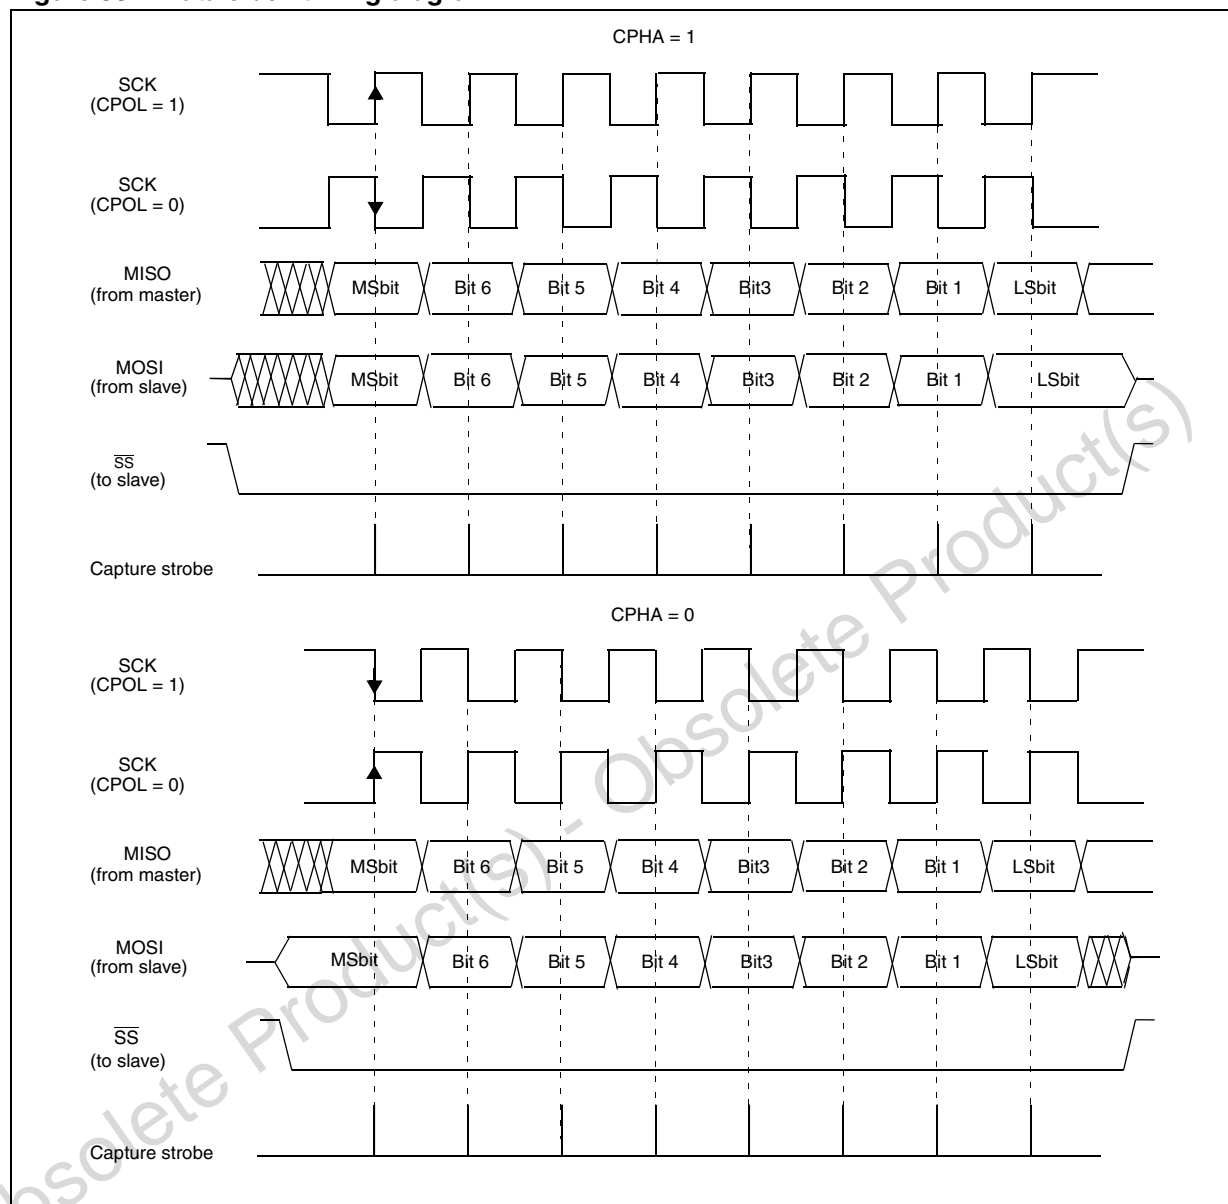 CPHA = 1
SCK
(CPOL = 1)
SCK
(CPOL = 0)
MISO
(from master)
MSbit Bit 6 Bit 5 Bit 4 Bit3 Bit 2 Bit 1 LSbit
MOSI
(from slave)
MSbit Bit 6 Bit 5 Bit 4 Bit3 Bit 2 Bit 1 LSbit
SS
(to slave)
Capture strobe
CPHA = 0
SCK
(CPOL = 1)
SCK
(CPOL = 0)
MISO
(from master)
MSbit Bit 6 Bit 5 Bit 4 Bit3 Bit 2 Bit 1 LSbit
MOSI
(from slave)
MSbit Bit 6 Bit 5 Bit 4 Bit3 Bit 2 Bit 1 LSbit
SS
(to slave)
Capture strobe
Obsolete Product(s) - Obsolete Product(s)